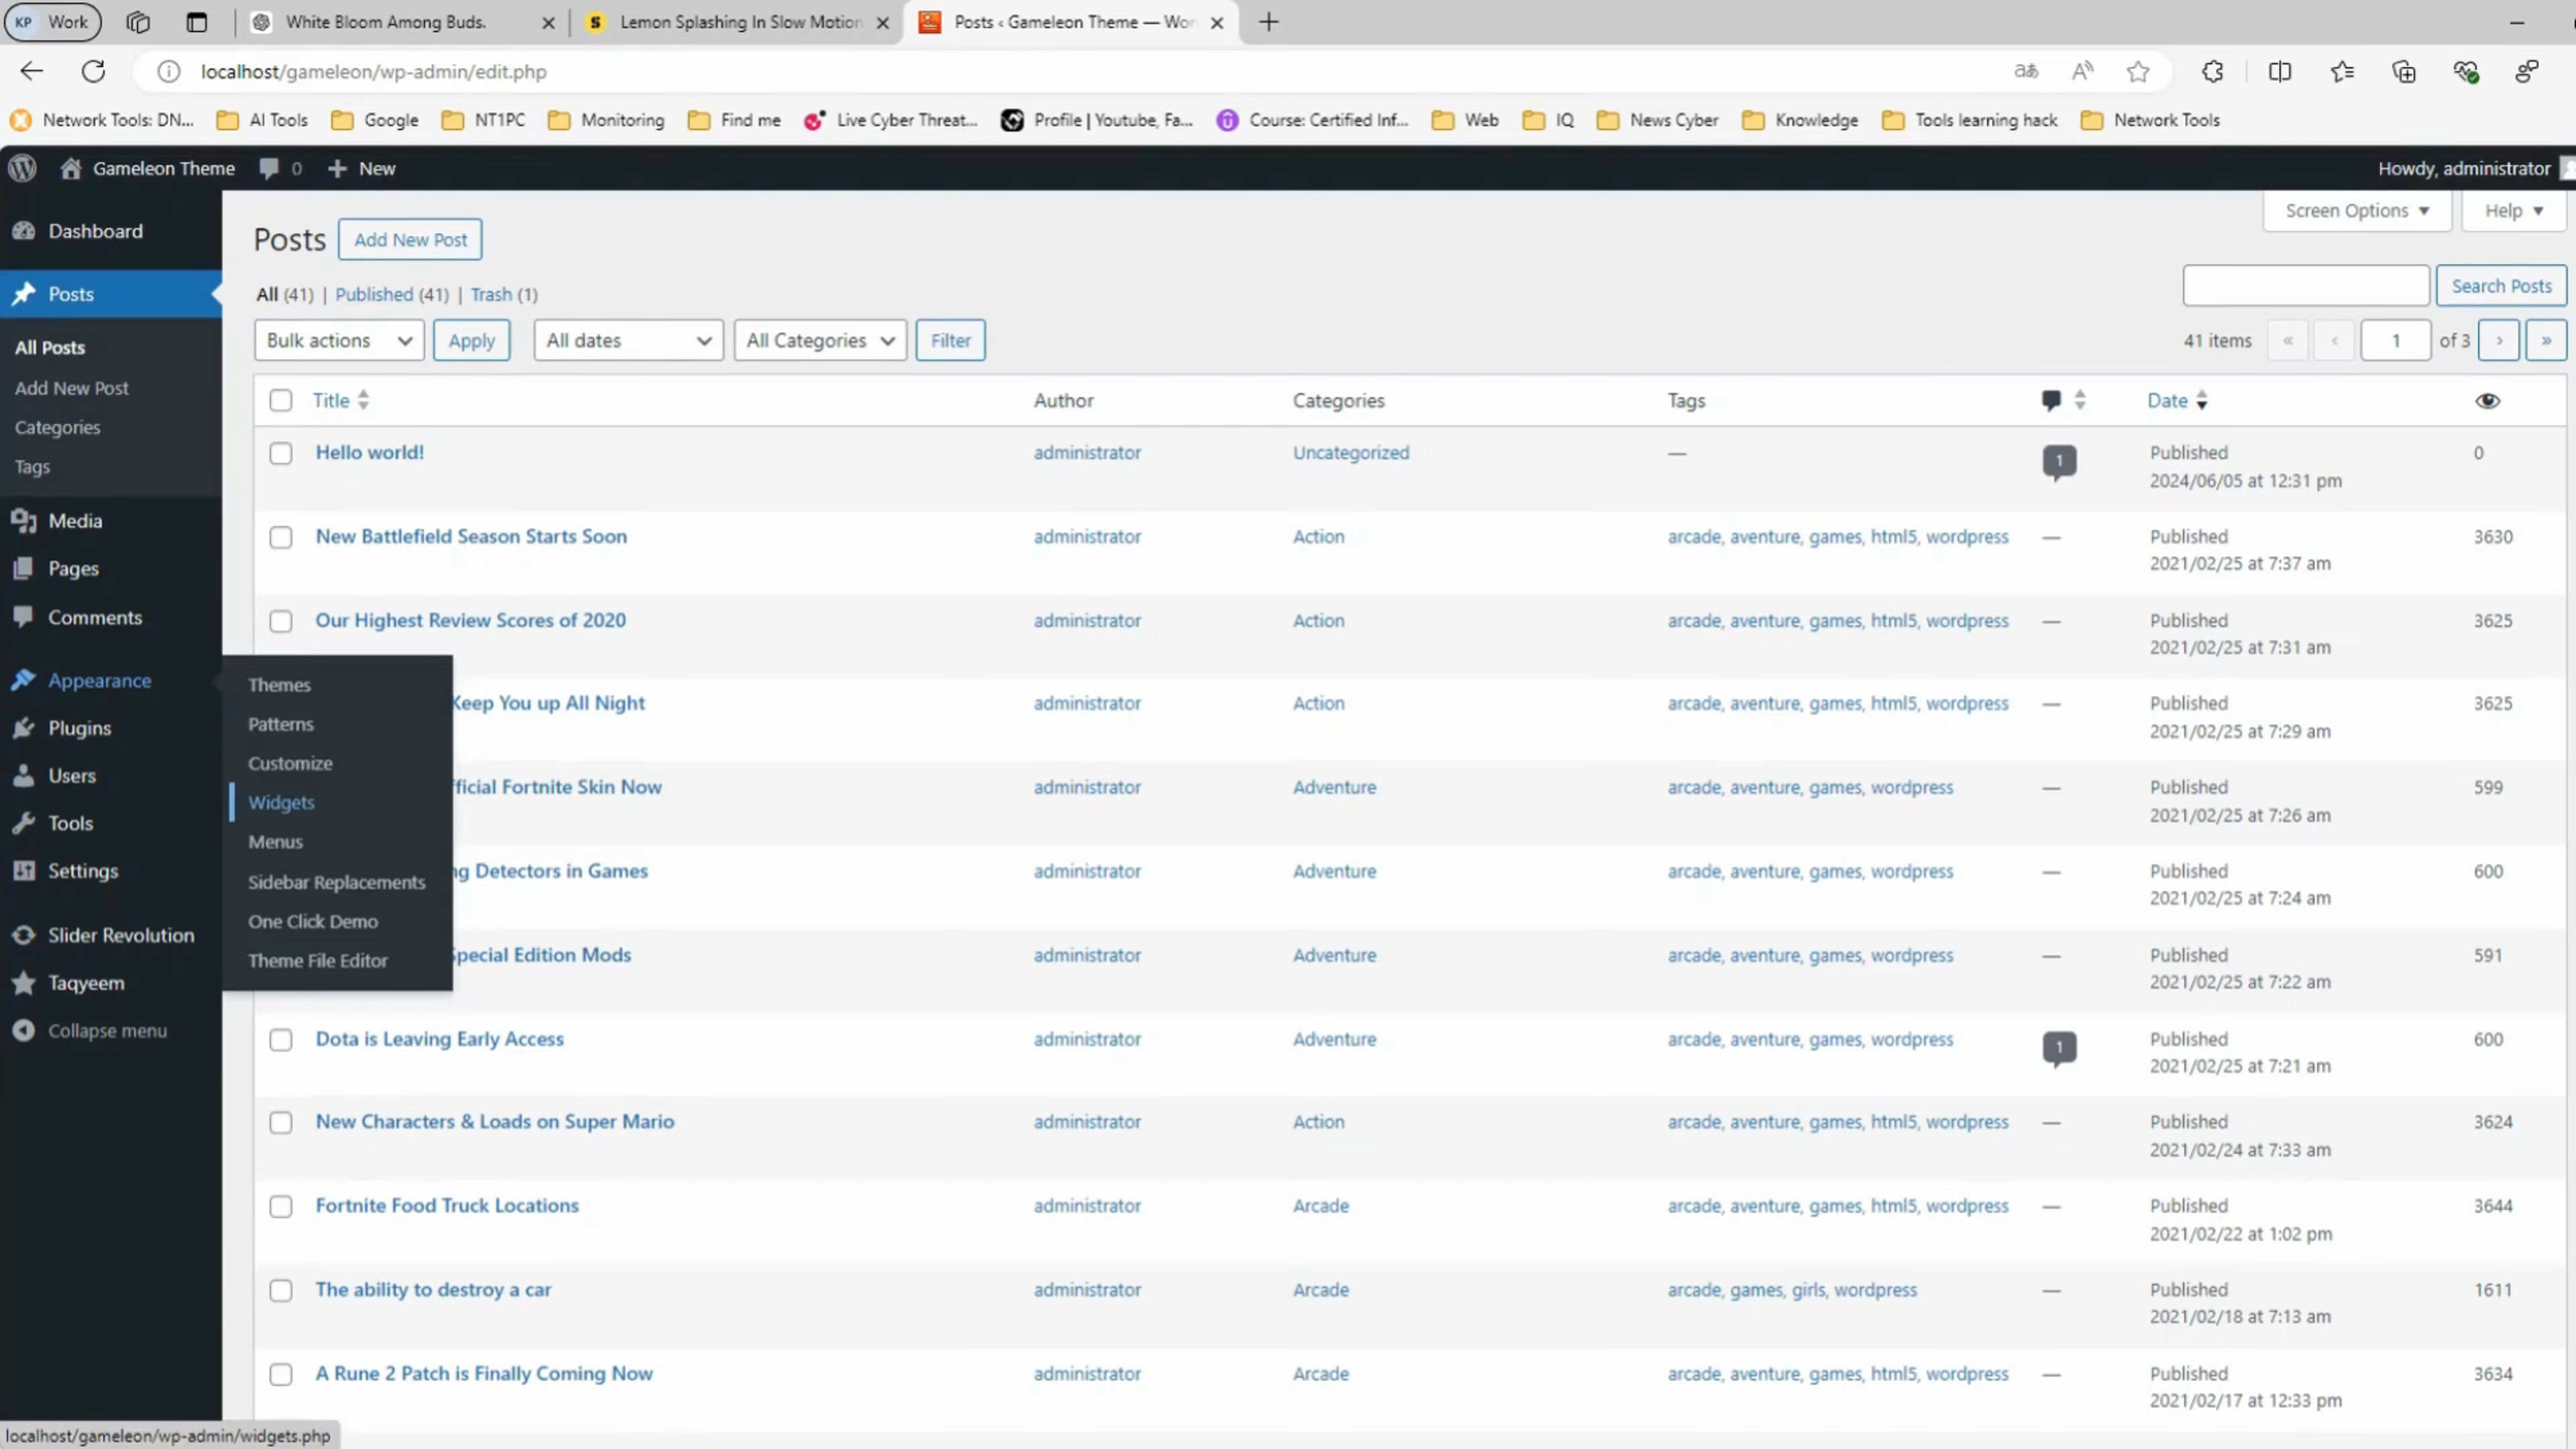 KP Work
White Bloom Among Buds.
Lemon Splashing In Slow Motion
Posts ‹ Gameleon Theme — Wor
localhost/gameleon/wp-admin/edit.php
Network Tools: DN...
AI Tools
Google
NT1PC
Monitoring
Find me
Live Cyber Threat...
Profile | Youtube, Fa...
Course: Certified Inf...
Web
IQ
News Cyber
Knowledge
Tools learning hack
Network Tools
Gameleon Theme
0
New
Howdy, administrator
Dashboard
Posts
All Posts
Add New Post
Categories
Tags
Media
Pages
Comments
Appearance
Plugins
Users
Tools
Settings
Slider Revolution
Taqyeem
Collapse menu
Themes
Patterns
Customize
Widgets
Menus
Sidebar Replacements
One Click Demo
Theme File Editor
Screen Options
Help
Posts
Add New Post
All (41) | Published (41) | Trash (1)
Search Posts
Bulk actions
Apply
All dates
All Categories
Filter
41 items « ‹ 1 of 3 › »
Title Author Categories Tags Date
Hello world! administrator Uncategorized — 1 Published 0
2024/06/05 at 12:31 pm
New Battlefield Season Starts Soon administrator Action arcade, aventure, games, html5, wordpress — Published 3630
2021/02/25 at 7:37 am
Our Highest Review Scores of 2020 administrator Action arcade, aventure, games, html5, wordpress — Published 3625
2021/02/25 at 7:31 am
Keep You up All Night administrator Action arcade, aventure, games, html5, wordpress — Published 3625
2021/02/25 at 7:29 am
fficial Fortnite Skin Now administrator Adventure arcade, aventure, games, wordpress — Published 599
2021/02/25 at 7:26 am
ng Detectors in Games administrator Adventure arcade, aventure, games, wordpress — Published 600
2021/02/25 at 7:24 am
Special Edition Mods administrator Adventure arcade, aventure, games, wordpress — Published 591
2021/02/25 at 7:22 am
Dota is Leaving Early Access administrator Adventure arcade, aventure, games, wordpress 1 Published 600
2021/02/25 at 7:21 am
New Characters & Loads on Super Mario administrator Action arcade, aventure, games, html5, wordpress — Published 3624
2021/02/24 at 7:33 am
Fortnite Food Truck Locations administrator Arcade arcade, aventure, games, html5, wordpress — Published 3644
2021/02/22 at 1:02 pm
The ability to destroy a car administrator Arcade arcade, games, girls, wordpress — Published 1611
2021/02/18 at 7:13 am
A Rune 2 Patch is Finally Coming Now administrator Arcade arcade, aventure, games, html5, wordpress — Published 3634
2021/02/17 at 12:33 pm
localhost/gameleon/wp-admin/widgets.php